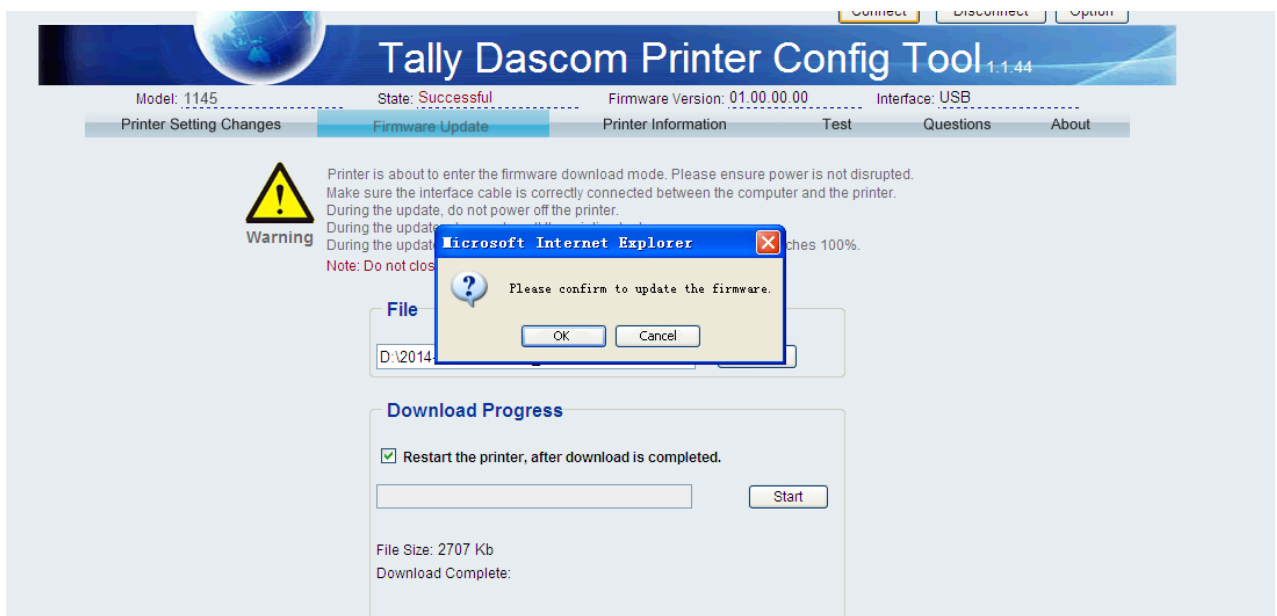 Connect Disconnect Option
Tally Dascom Printer Config Tool 1.1.44
Model: 1145 State: Successful Firmware Version: 01.00.00.00 Interface: USB
Printer Setting Changes Firmware Update Printer Information Test Questions About
Printer is about to enter the firmware download mode. Please ensure power is not disrupted.
Make sure the interface cable is correctly connected between the computer and the printer.
During the update, do not power off the printer.
During the update
Warning
During the updat ches 100%.
Note: Do not clos
Microsoft Internet Explorer
Please confirm to update the firmware.
OK Cancel
File
D:\2014-
Download Progress
Restart the printer, after download is completed.
Start
File Size: 2707 Kb
Download Complete: